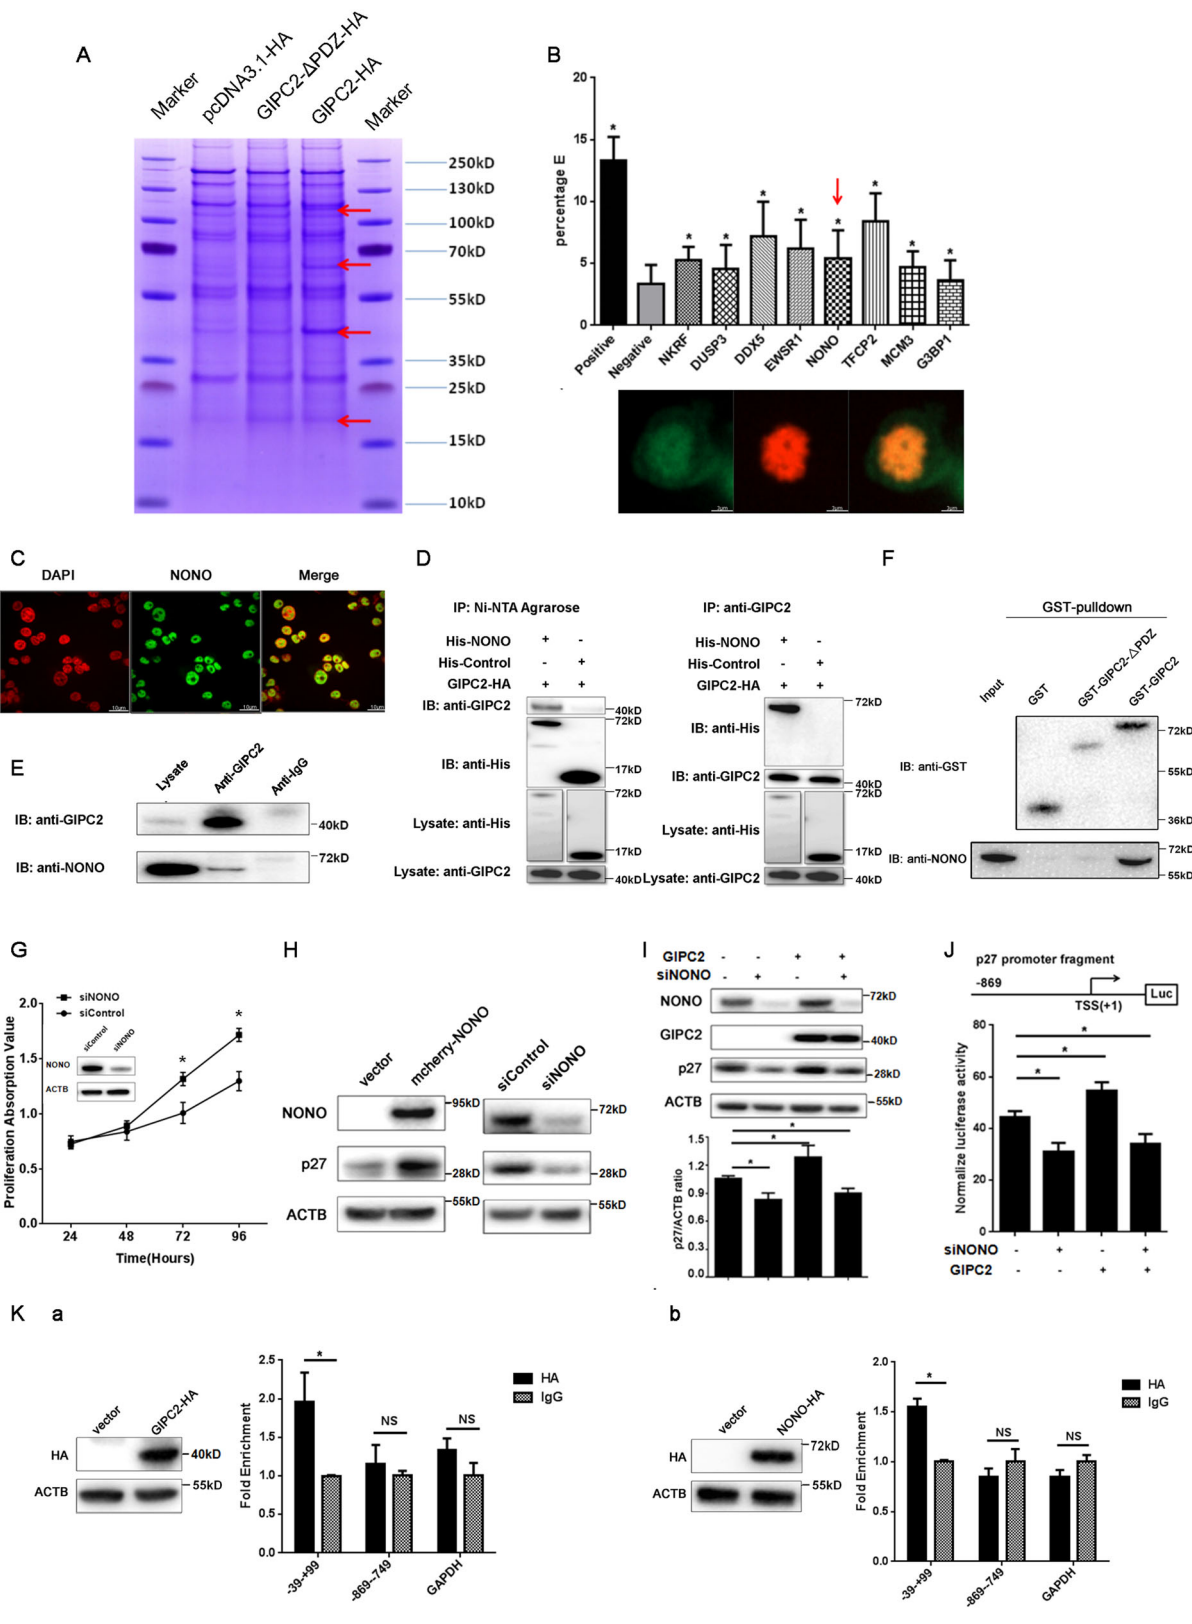 A
Marker
pcDNA3.1-HA
GIPC2-ΔPDZ-HA
GIPC2-HA
Marker
250kD
130kD
100kD
70kD
55kD
35kD
25kD
15kD
10kD
B
percentage E
20
15
10
5
0
* * * * * * * * *
Positive
Negative
NKRF
DUSP3
DDX5
EWSR1
NONO
TFCP2
MCM3
G3BP1
3μm 3μm 3μm
C
DAPI NONO Merge
10μm 10μm 10μm
D
IP: Ni-NTA Agrarose
His-NONO + -
His-Control - +
GIPC2-HA + +
IB: anti-GIPC2
40kD
72kD
IB: anti-His
17kD
72kD
Lysate: anti-His
17kD
Lysate: anti-GIPC2
40kD
IP: anti-GIPC2
His-NONO + -
His-Control - +
GIPC2-HA + +
72kD
IB: anti-His
IB: anti-GIPC2
40kD
72kD
Lysate: anti-His
17kD
Lysate: anti-GIPC2
40kD
E
Lysate
Anti-GIPC2
Anti-IgG
IB: anti-GIPC2
40kD
IB: anti-NONO
72kD
F
GST-pulldown
Input
GST
GST-GIPC2-ΔPDZ
GST-GIPC2
IB: anti-GST
72kD
55kD
36kD
IB: anti-NONO
72kD
55kD
G
Proliferation Absorption Value
2.0
1.5
1.0
0.5
0.0
siNONO
siControl
siControl
siNONO
NONO
ACTB
* *
24 48 72 96
Time(Hours)
H
vector
mcherry-NONO
siControl
siNONO
NONO
95kD
72kD
p27
28kD
28kD
ACTB
55kD
55kD
I
GIPC2 - - + +
siNONO - + - +
NONO
72kD
GIPC2
40kD
p27
28kD
ACTB
55kD
p27/ACTB ratio
1.5
1.2
0.9
0.6
0.3
0.0
* * *
J
p27 promoter fragment
-869
TSS(+1)
Luc
Normalize luciferase activity
80
60
40
20
0
* * *
siNONO - + - +
GIPC2 - - + +
K
a
vector
GIPC2-HA
HA
40kD
ACTB
55kD
Fold Enrichment
2.5
2.0
1.5
1.0
0.5
0.0
* NS NS
HA
IgG
-39-+99
-869--749
GAPDH
b
vector
NONO-HA
HA
72kD
ACTB
55kD
Fold Enrichment
2.0
1.5
1.0
0.5
0.0
* NS NS
HA
IgG
-39-+99
-869--749
GAPDH